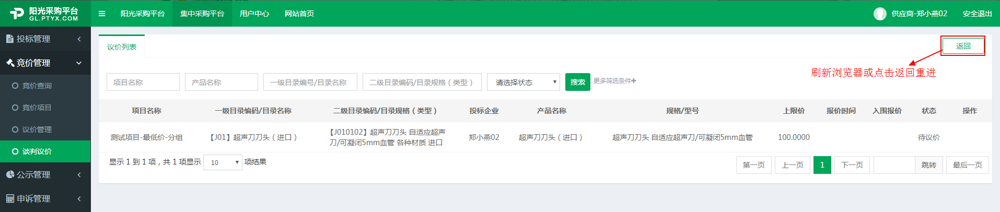 阳光采购平台
GL.PTYX.COM
阳光采购平台
集中采购平台
用户中心
网站首页
供应商-郑小燕02
安全退出
投标管理
竞价管理
竞价查询
竞价项目
议价管理
谈判议价
公示管理
申诉管理
议价列表
返回
刷新浏览器或点击返回重进
项目名称
产品名称
一级目录编号/目录名称
二级目录编码/目录规格（类型）
请选择状态
搜索
更多筛选条件
项目名称
一级目录编码/目录名称
二级目录编码/目录规格（类型）
投标企业
产品名称
规格/型号
上限价
报价时间
入围报价
状态
操作
测试项目-最低价-分组
【J01】超声刀刀头（进口）
【J010102】超声刀刀头 自适应超声
刀/可凝闭5mm血管 各种材质 进口
郑小燕02
超声刀刀头（进口）
超声刀刀头 自适应超声刀/可凝闭5mm血管
100.0000
待议价
显示 1 到 1 项，共 1 项显示 10 项结果
第一页
上一页
1
下一页
跳转
最后一页